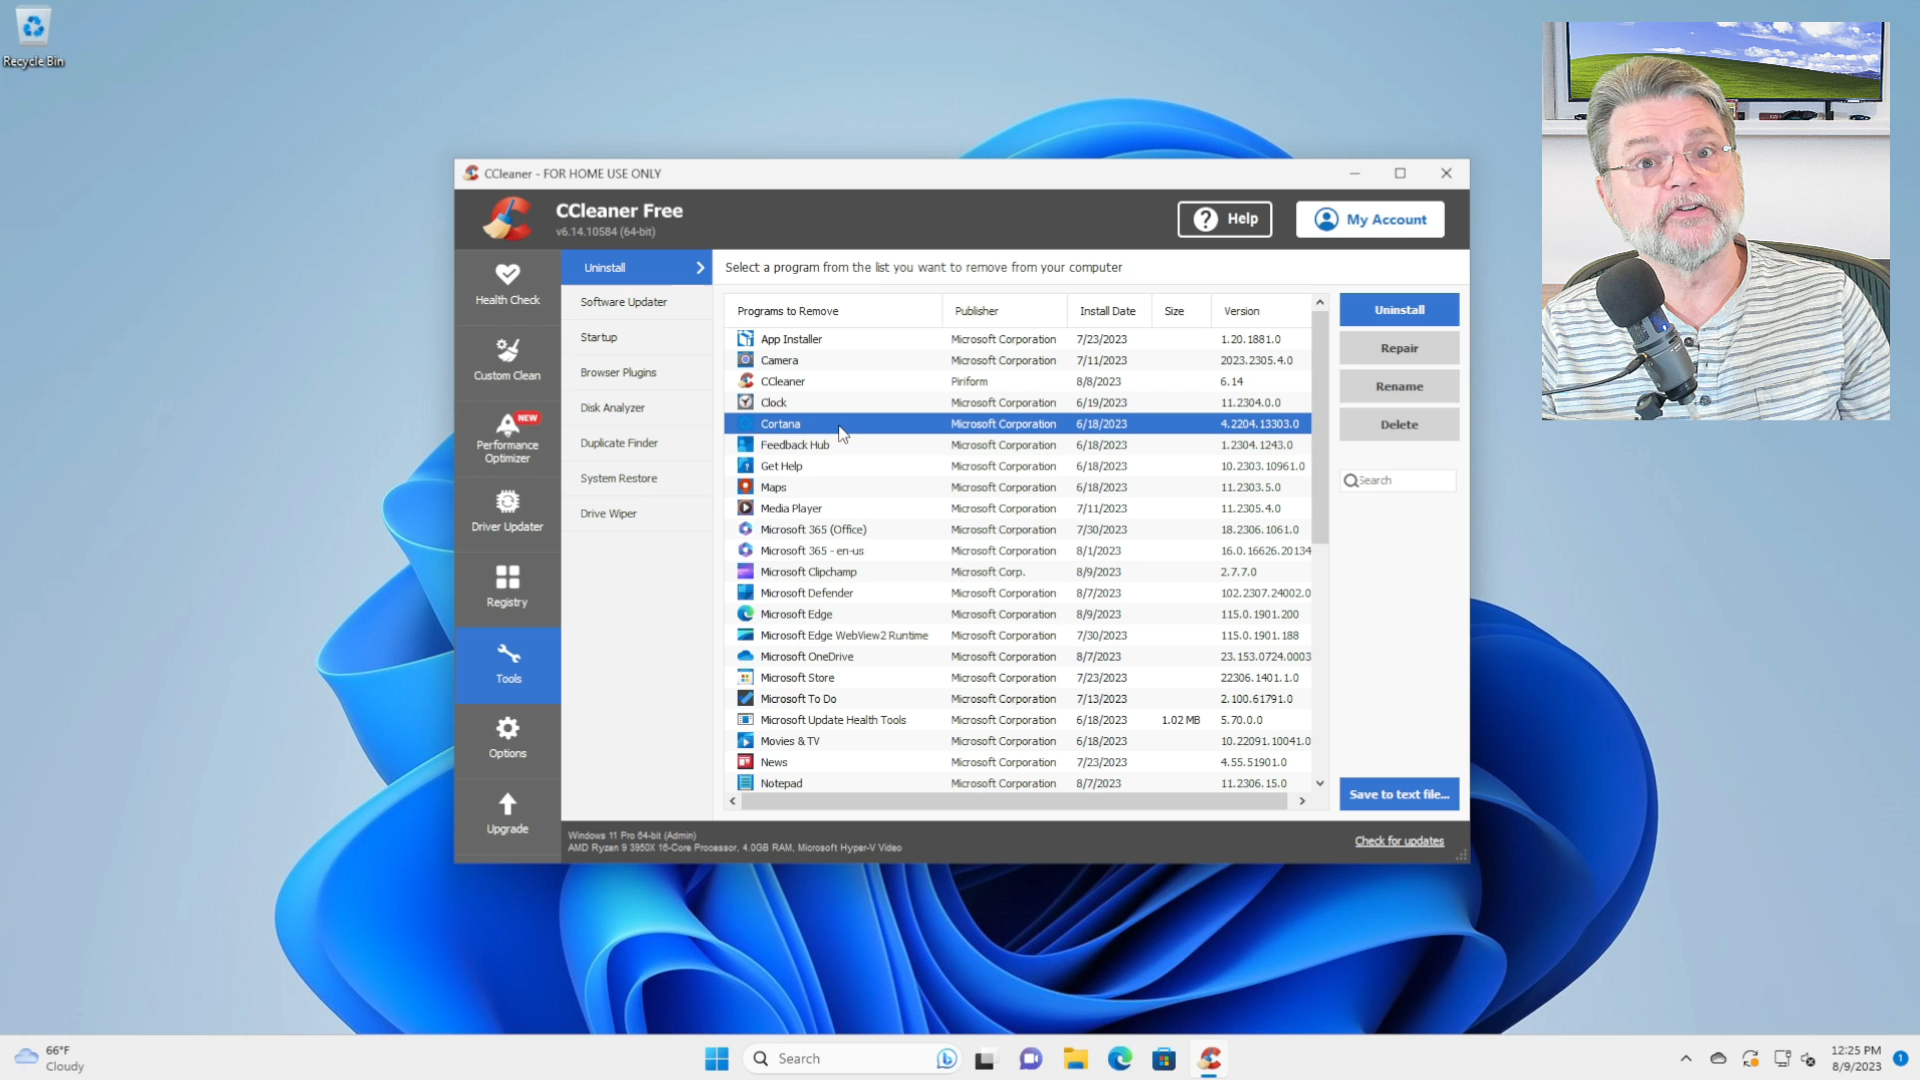 Recycle Bin
CCleaner - FOR HOME USE ONLY
CCleaner Free
v6.14.10584 (64-bit)
? Help
My Account
Health Check
Custom Clean
NEW
Performance
Optimizer
Driver Updater
Registry
Tools
Options
Upgrade
Uninstall
Software Updater
Startup
Browser Plugins
Disk Analyzer
Duplicate Finder
System Restore
Drive Wiper
Select a program from the list you want to remove from your computer
Programs to Remove Publisher Install Date Size Version
App Installer Microsoft Corporation 7/23/2023 1.20.1881.0
Camera Microsoft Corporation 7/11/2023 2023.2305.4.0
CCleaner Piriform 8/8/2023 6.14
Clock Microsoft Corporation 6/19/2023 11.2304.0.0
Cortana Microsoft Corporation 6/18/2023 4.2204.13303.0
Feedback Hub Microsoft Corporation 6/18/2023 1.2304.1243.0
Get Help Microsoft Corporation 6/18/2023 10.2303.10961.0
Maps Microsoft Corporation 6/18/2023 11.2303.5.0
Media Player Microsoft Corporation 7/11/2023 11.2305.4.0
Microsoft 365 (Office) Microsoft Corporation 7/30/2023 18.2306.1061.0
Microsoft 365 - en-us Microsoft Corporation 8/1/2023 16.0.16626.20134
Microsoft Clipchamp Microsoft Corp. 8/9/2023 2.7.7.0
Microsoft Defender Microsoft Corporation 8/7/2023 102.2307.24002.0
Microsoft Edge Microsoft Corporation 8/9/2023 115.0.1901.200
Microsoft Edge WebView2 Runtime Microsoft Corporation 7/30/2023 115.0.1901.188
Microsoft OneDrive Microsoft Corporation 8/7/2023 23.153.0724.0003
Microsoft Store Microsoft Corporation 7/23/2023 22306.1401.1.0
Microsoft To Do Microsoft Corporation 7/13/2023 2.100.61791.0
Microsoft Update Health Tools Microsoft Corporation 6/18/2023 1.02 MB 5.70.0.0
Movies & TV Microsoft Corporation 6/18/2023 10.22091.10041.0
News Microsoft Corporation 7/23/2023 4.55.51901.0
Notepad Microsoft Corporation 8/7/2023 11.2306.15.0
Uninstall
Repair
Rename
Delete
Search
Save to text file...
Windows 11 Pro 64-bit (Admin)
AMD Ryzen 9 3950X 16-Core Processor, 4.0GB RAM, Microsoft Hyper-V Video
Check for updates
66°F
Cloudy
Search
12:25 PM
8/9/2023
1